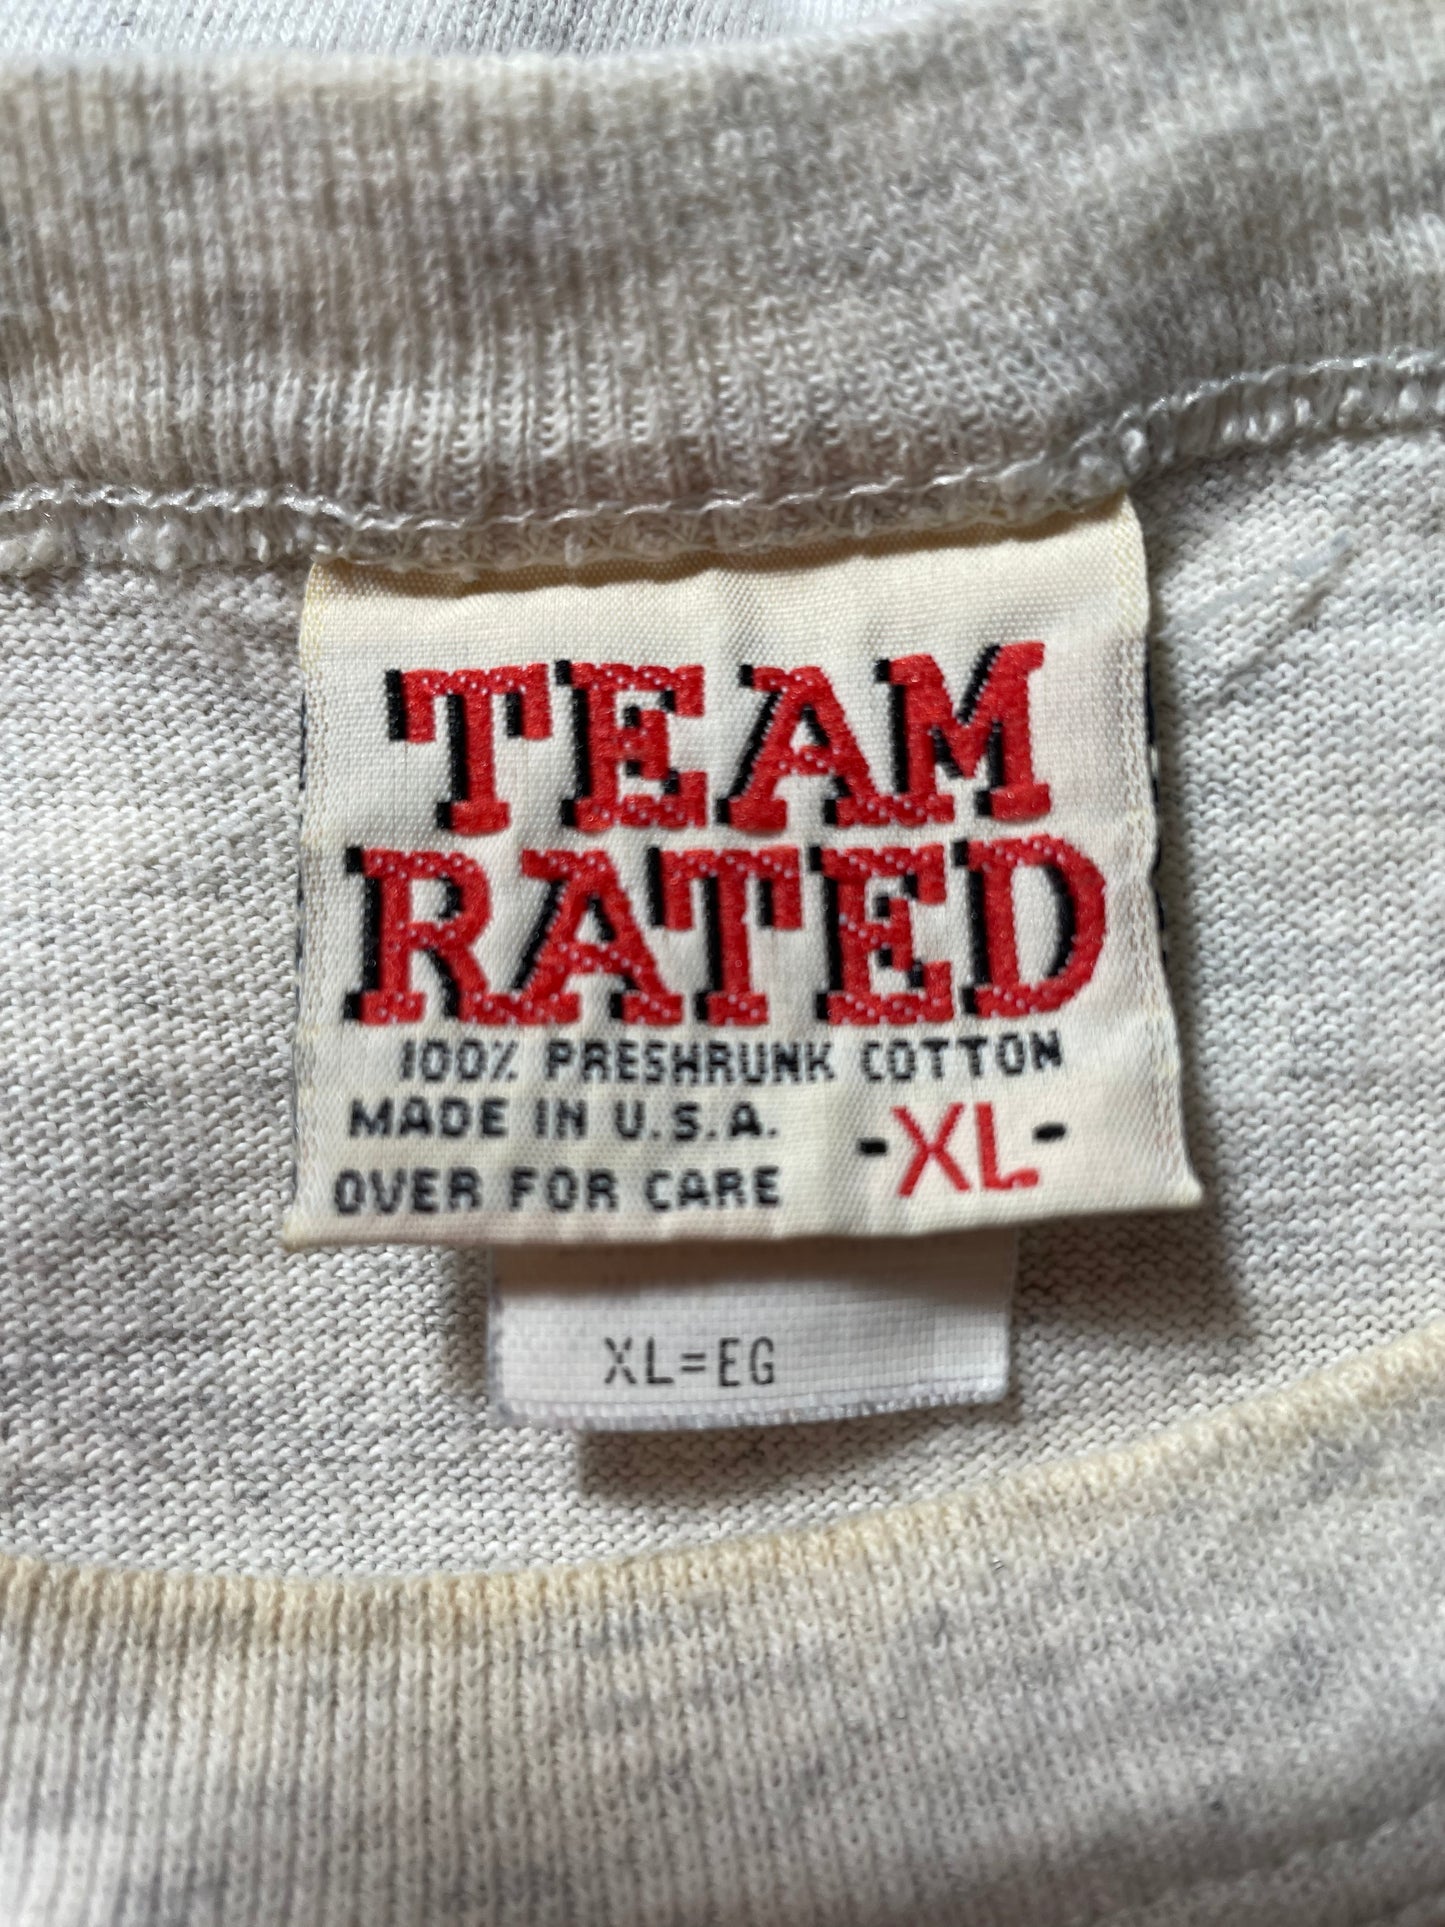 TEAM
RATED
100% PRESHRUNK COTTON
MADE IN U.S.A.
-XL-
OVER FOR CARE
XL=EG